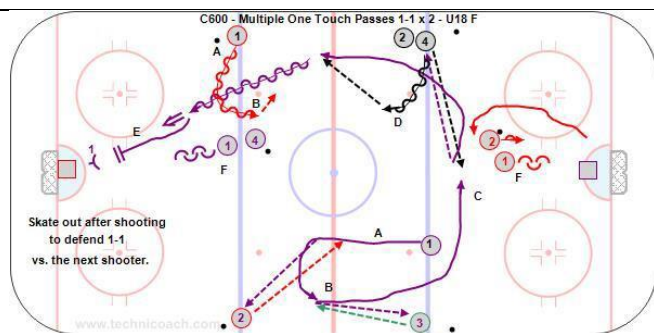 C600 - Multiple One Touch Passes 1-1 x 2 - U18 F
1
A
2
4
B
D
E
1
1
4
F
2
1
F
C
Skate out after shooting
to defend 1-1
vs. the next shooter.
A
1
B
2
3
www.technicoach.com